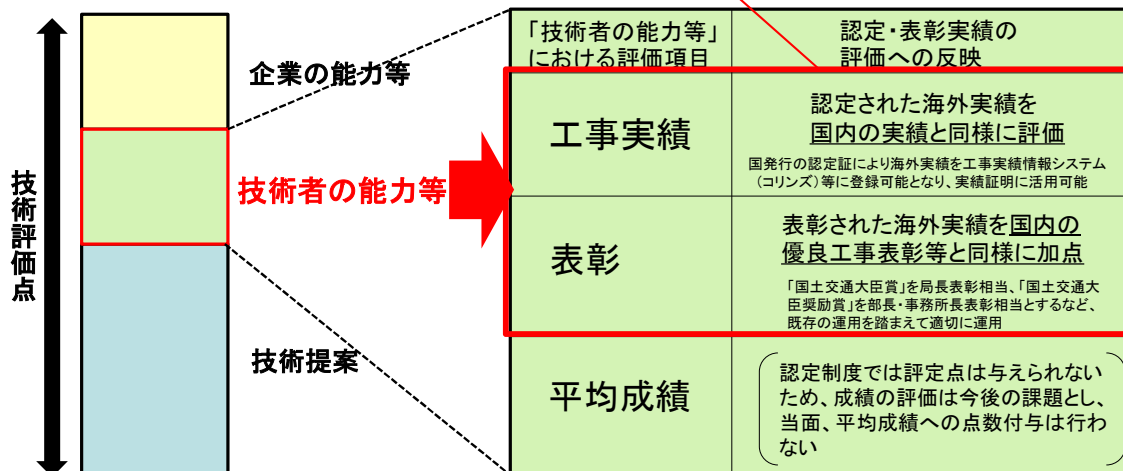 技術評価点
企業の能力等
技術者の能力等
技術提案
「技術者の能力等」
における評価項目
認定・表彰実績の
評価への反映
工事実績
認定された海外実績を
国内の実績と同様に評価
国発行の認定証により海外実績を工事実績情報システム
(コリンズ)等に登録可能となり、実績証明に活用可能
表彰
表彰された海外実績を国内の
優良工事表彰等と同様に加点
「国土交通大臣賞」を局長表彰相当、「国土交通大
臣奨励賞」を部長・事務所長表彰相当とするなど、
既存の運用を踏まえて適切に運用
平均成績
認定制度では評定点は与えられない
ため、成績の評価は今後の課題とし、
当面、平均成績への点数付与は行わ
ない